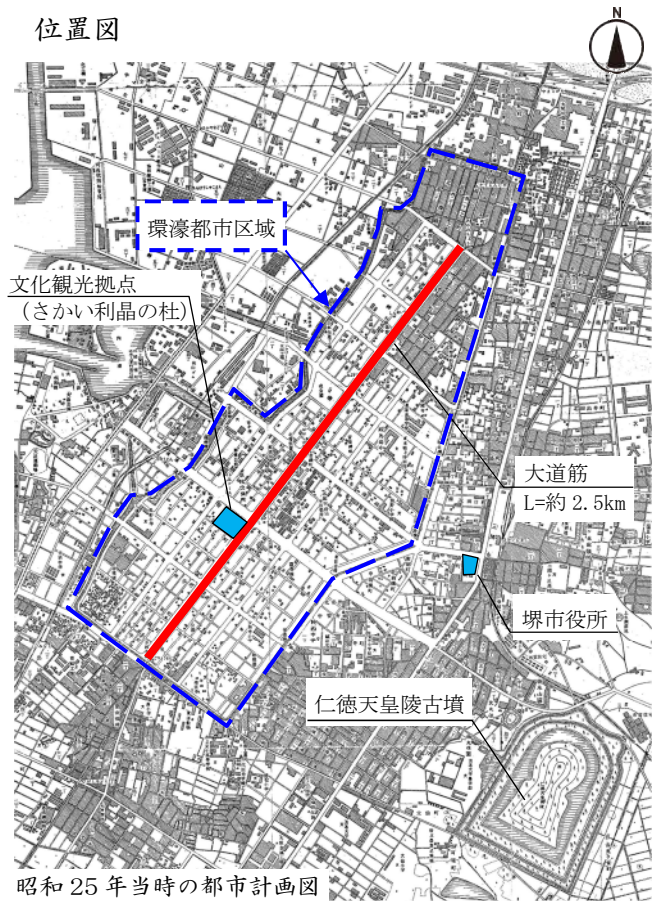 位置図
N
環濠都市区域
文化観光拠点
(さかい利晶の杜)
大道筋
L=約 2.5km
堺市役所
仁徳天皇陵古墳
昭和 25 年当時の都市計画図